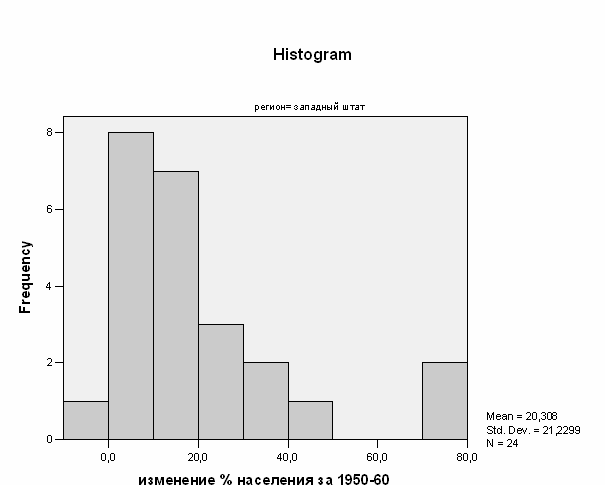 Histogram
регион= западный штат
8
6
4
2
0
Frequency
0,0 20,0 40,0 60,0 80,0
изменение % населения за 1950-60
Mean = 20,308
Std. Dev. = 21,2299
N = 24